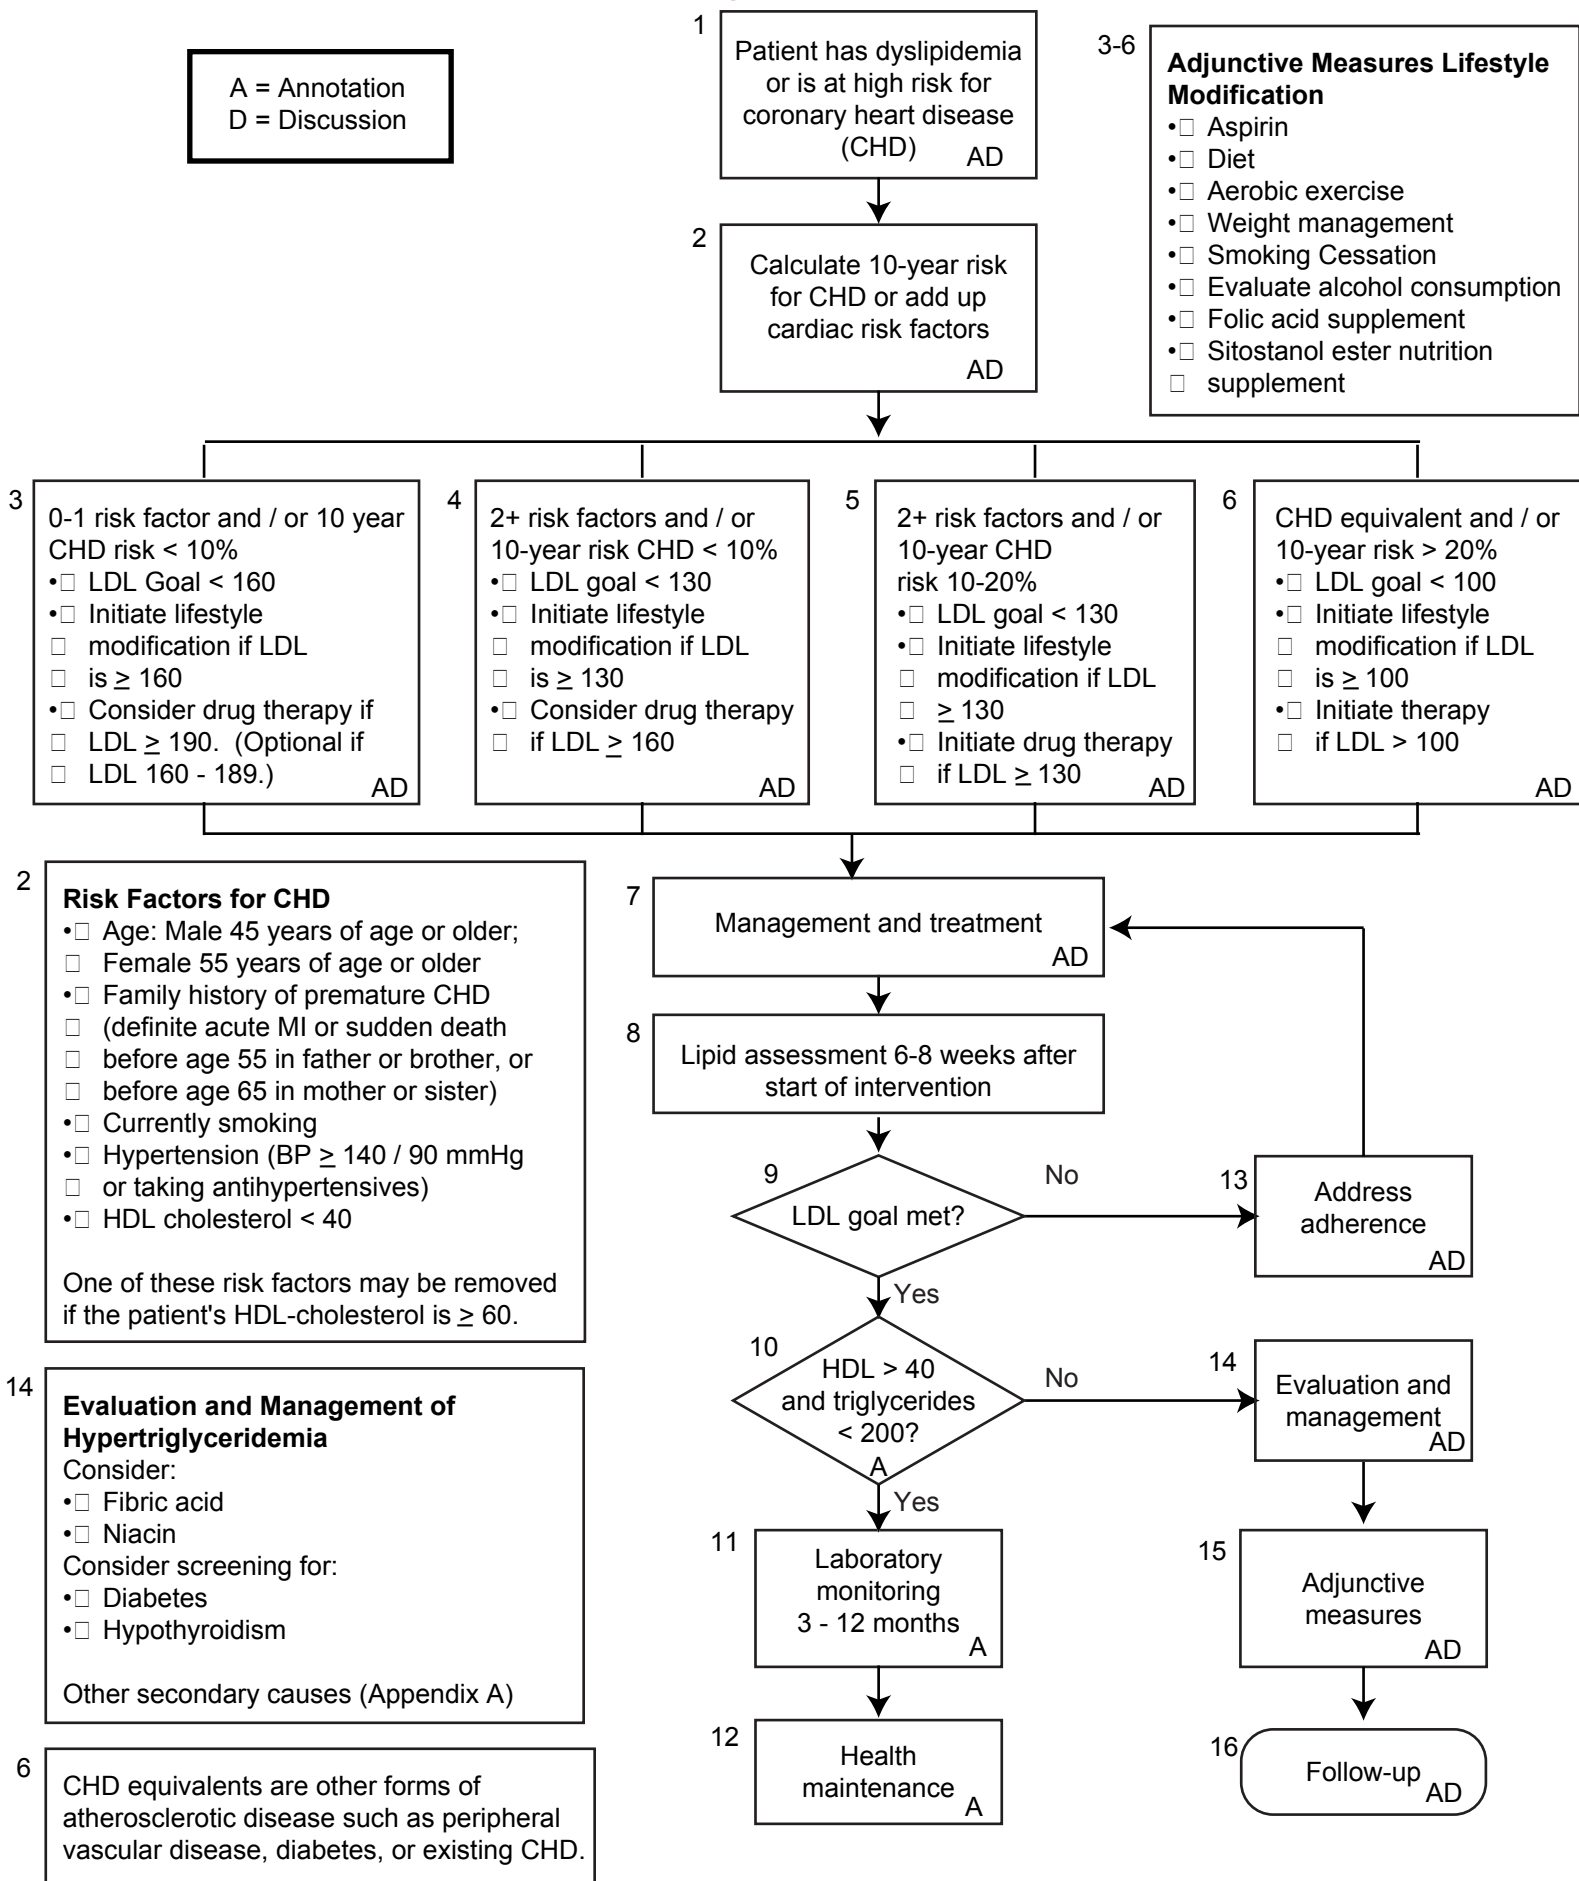 A = Annotation
D = Discussion
1
Patient has dyslipidemia
or is at high risk for
coronary heart disease
(CHD)
AD
3-6
Adjunctive Measures Lifestyle
Modification
•□ Aspirin
•□ Diet
•□ Aerobic exercise
•□ Weight management
•□ Smoking Cessation
•□ Evaluate alcohol consumption
•□ Folic acid supplement
•□ Sitostanol ester nutrition
□ supplement
2
Calculate 10-year risk
for CHD or add up
cardiac risk factors
AD
3
0-1 risk factor and / or 10 year
CHD risk < 10%
•□ LDL Goal < 160
•□ Initiate lifestyle
□ modification if LDL
□ is ≥ 160
•□ Consider drug therapy if
□ LDL ≥ 190. (Optional if
□ LDL 160 - 189.)
AD
4
2+ risk factors and / or
10-year risk CHD < 10%
•□ LDL goal < 130
•□ Initiate lifestyle
□ modification if LDL
□ is ≥ 130
•□ Consider drug therapy
□ if LDL ≥ 160
AD
5
2+ risk factors and / or
10-year CHD
risk 10-20%
•□ LDL goal < 130
•□ Initiate lifestyle
□ modification if LDL
□ ≥ 130
•□ Initiate drug therapy
□ if LDL ≥ 130
AD
6
CHD equivalent and / or
10-year risk > 20%
•□ LDL goal < 100
•□ Initiate lifestyle
□ modification if LDL
□ is ≥ 100
•□ Initiate therapy
□ if LDL > 100
AD
2
Risk Factors for CHD
•□ Age: Male 45 years of age or older;
□ Female 55 years of age or older
•□ Family history of premature CHD
□ (definite acute MI or sudden death
□ before age 55 in father or brother, or
□ before age 65 in mother or sister)
•□ Currently smoking
•□ Hypertension (BP ≥ 140 / 90 mmHg
□ or taking antihypertensives)
•□ HDL cholesterol < 40
One of these risk factors may be removed
if the patient's HDL-cholesterol is ≥ 60.
7
Management and treatment
AD
8
Lipid assessment 6-8 weeks after
start of intervention
9
LDL goal met?
No
Yes
13
Address
adherence
AD
10
HDL > 40
and triglycerides
< 200?
A
No
Yes
14
Evaluation and
management
AD
14
Evaluation and Management of
Hypertriglyceridemia
Consider:
•□ Fibric acid
•□ Niacin
Consider screening for:
•□ Diabetes
•□ Hypothyroidism
Other secondary causes (Appendix A)
11
Laboratory
monitoring
3 - 12 months
A
15
Adjunctive
measures
AD
12
Health
maintenance
A
16
Follow-up
AD
6
CHD equivalents are other forms of
atherosclerotic disease such as peripheral
vascular disease, diabetes, or existing CHD.